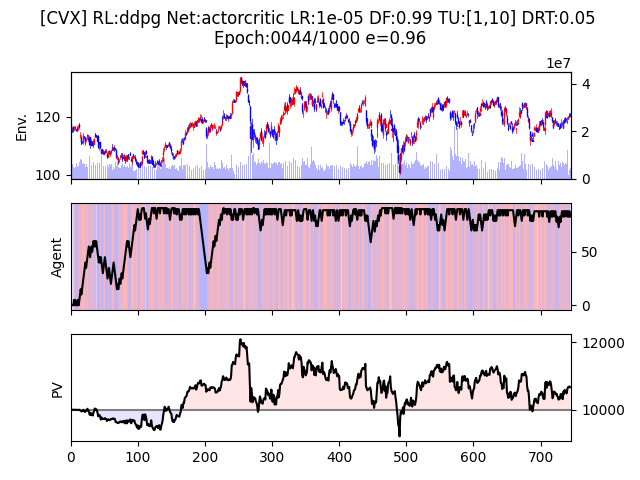 [CVX] RL:ddpg Net:actorcritic LR:1e-05 DF:0.99 TU:[1,10] DRT:0.05
Epoch:0044/1000 e=0.96
1e7
Env.
120
100
4
2
0
Agent
50
0
PV
12000
10000
0 100 200 300 400 500 600 700